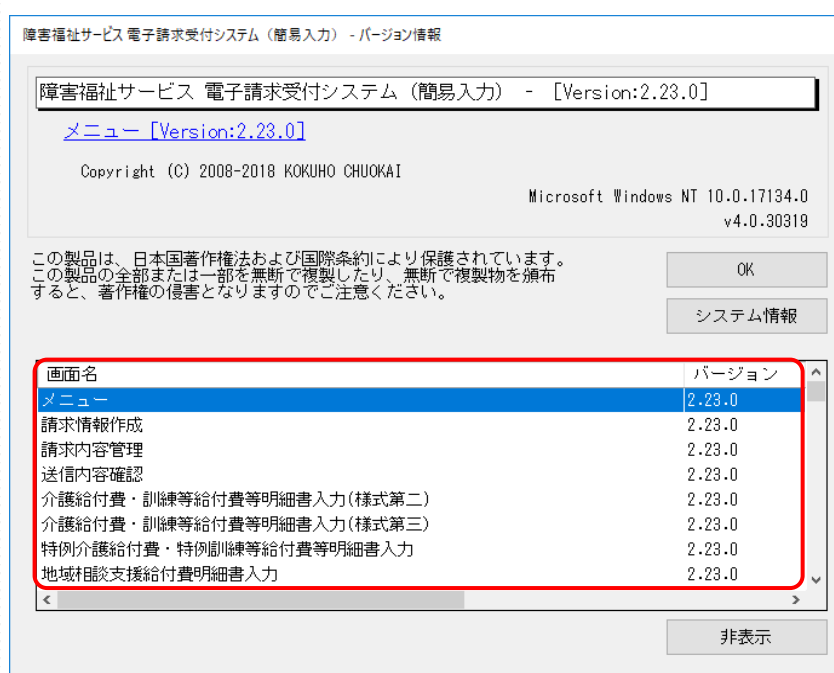 障害福祉サービス 電子請求受付システム（簡易入力） - バージョン情報
障害福祉サービス 電子請求受付システム（簡易入力） - [Version:2.23.0]
メニュー [Version:2.23.0]
Copyright (C) 2008-2018 KOKUHO CHUOKAI
Microsoft Windows NT 10.0.17134.0
v4.0.30319
この製品は、日本国著作権法および国際条約により保護されています。
この製品の全部または一部を無断で複製したり、無断で複製物を頒布
すると、著作権の侵害となりますのでご注意ください。
OK
システム情報
画面名 バージョン
メニュー 2.23.0
請求情報作成 2.23.0
請求内容管理 2.23.0
送信内容確認 2.23.0
介護給付費・訓練等給付費等明細書入力(様式第二) 2.23.0
介護給付費・訓練等給付費等明細書入力(様式第三) 2.23.0
特例介護給付費・特例訓練等給付費等明細書入力 2.23.0
地域相談支援給付費明細書入力 2.23.0
非表示